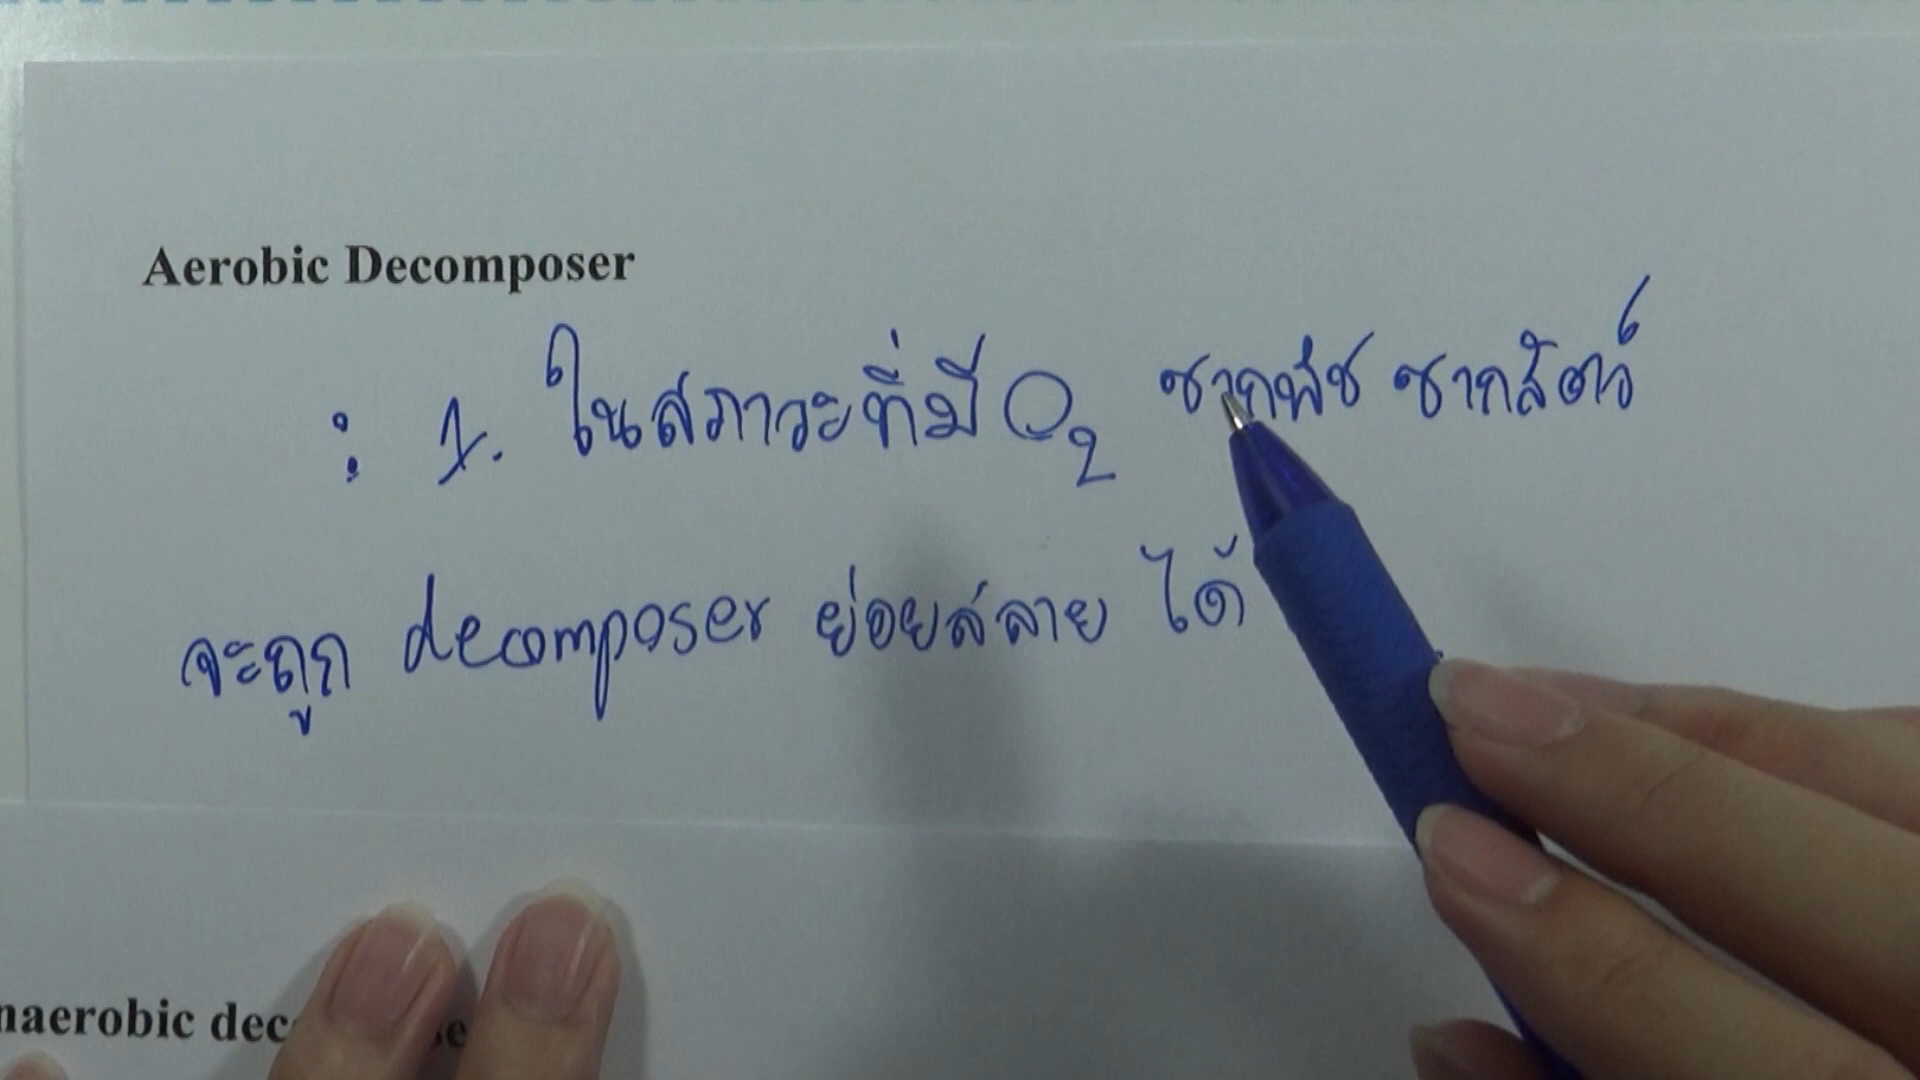 Aerobic Decomposer
: 1. ในสภาวะที่มี O₂ ซากพืช ซากสัตว์
จะถูก decomposer ย่อยสลาย ได้
naerobic dec